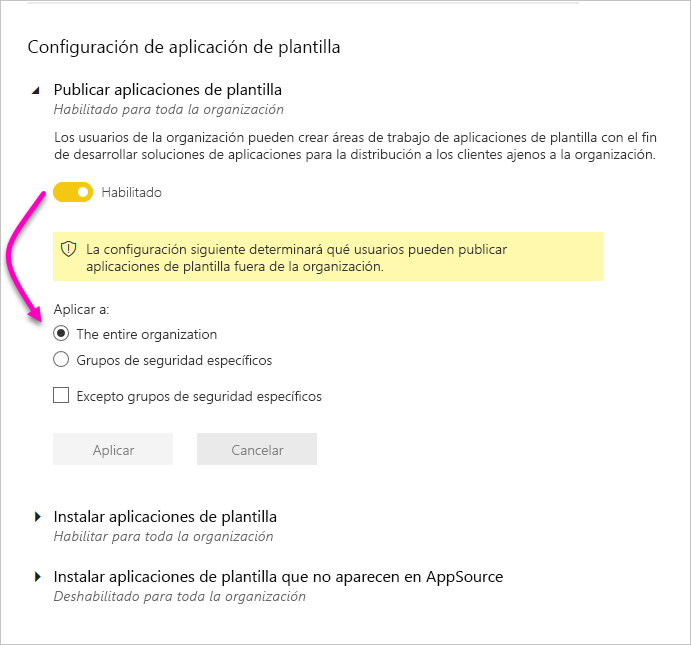 Configuración de aplicación de plantilla
Publicar aplicaciones de plantilla
Habilitado para toda la organización
Los usuarios de la organización pueden crear áreas de trabajo de aplicaciones de plantilla con el fin
de desarrollar soluciones de aplicaciones para la distribución a los clientes ajenos a la organización.
Habilitado
La configuración siguiente determinará qué usuarios pueden publicar
aplicaciones de plantilla fuera de la organización.
Aplicar a:
The entire organization
Grupos de seguridad específicos
Excepto grupos de seguridad específicos
Aplicar Cancelar
Instalar aplicaciones de plantilla
Habilitar para toda la organización
Instalar aplicaciones de plantilla que no aparecen en AppSource
Deshabilitado para toda la organización